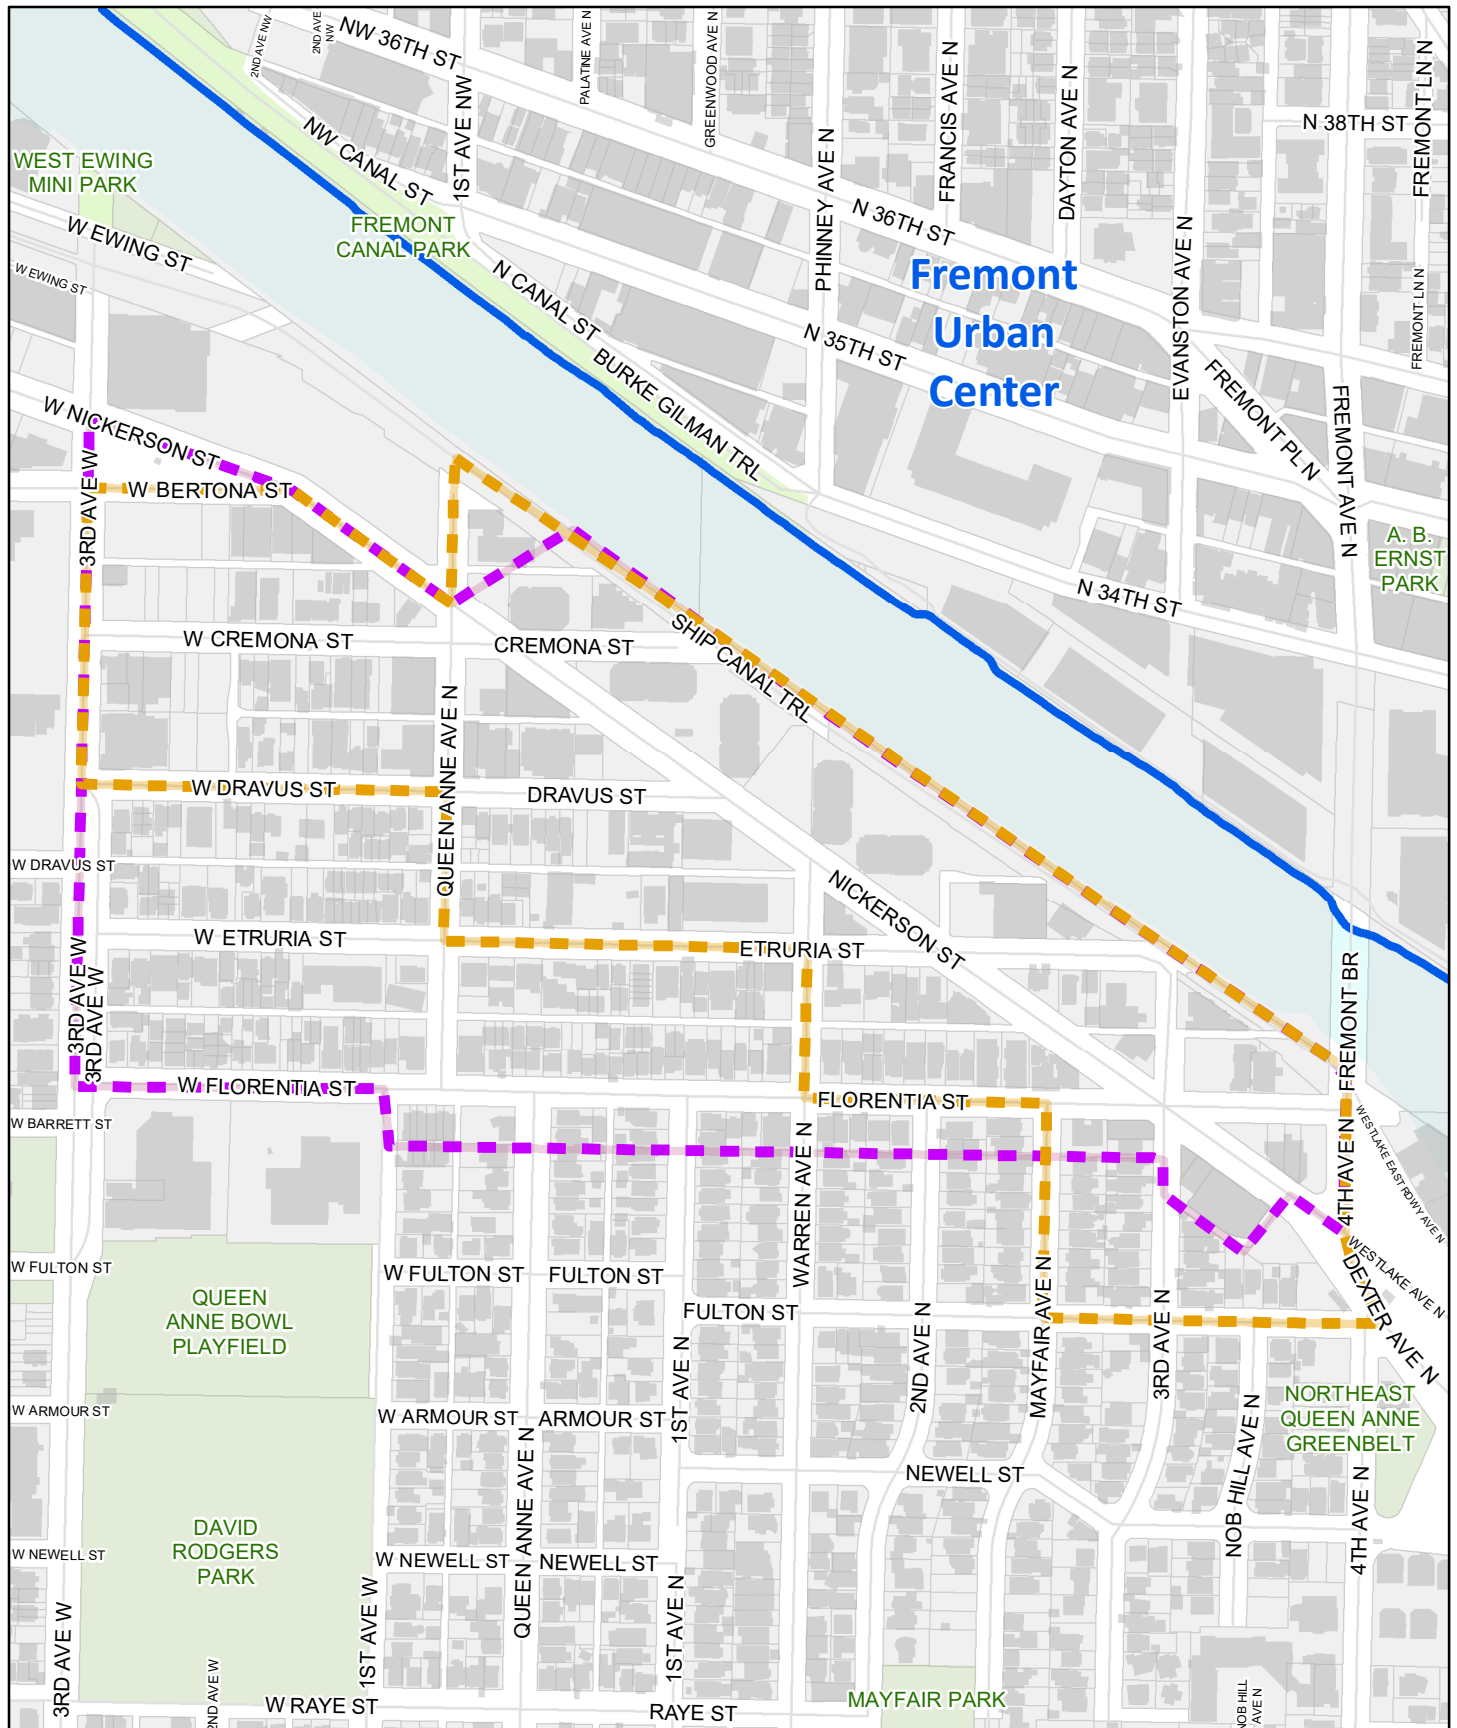 2ND AVE NW
2ND AVE
NW
NW 36TH ST
1ST AVE NW
PALATINE AVE N
GREENWOOD AVE N
PHINNEY AVE N
FRANCIS AVE N
DAYTON AVE N
N 38TH ST
FREMONT LN N
WEST EWING
MINI PARK
NW CANAL ST
FREMONT
CANAL PARK
N 36TH ST
EVANSTON AVE N
W EWING ST
W EWING ST
N CANAL ST
Fremont
Urban
Center
FREMONT LN N
N 35TH ST
BURKE GILMAN TRL
FREMONT PL N
FREMONT AVE N
W NICKERSON ST
W BERTONA ST
3RD AVE W
A. B.
ERNST
PARK
N 34TH ST
W CREMONA ST
CREMONA ST
SHIP CANAL TRL
QUEEN ANNE AVE N
W DRAVUS ST
DRAVUS ST
W DRAVUS ST
NICKERSON ST
W ETRURIA ST
ETRURIA ST
3RD AVE W
3RD AVE W
FREMONT BR
W FLORENTIA ST
FLORENTIA ST
W BARRETT ST
WARREN AVE N
4TH AVE N
WESTLAKE EAST RDWY AVE N
W FULTON ST
W FULTON ST
FULTON ST
WESTLAKE AVE N
DEXTER AVE N
QUEEN
ANNE BOWL
PLAYFIELD
FULTON ST
1ST AVE N
2ND AVE N
MAYFAIR AVE N
3RD AVE N
W ARMOUR ST
W ARMOUR ST
ARMOUR ST
NORTHEAST
QUEEN ANNE
GREENBELT
NOB HILL AVE N
4TH AVE N
NEWELL ST
QUEEN ANNE AVE N
DAVID
RODGERS
PARK
W NEWELL ST
W NEWELL ST
NEWELL ST
3RD AVE W
1ST AVE W
1ST AVE N
2ND AVE W
W RAYE ST
RAYE ST
MAYFAIR PARK
NOB HILL
AVE N